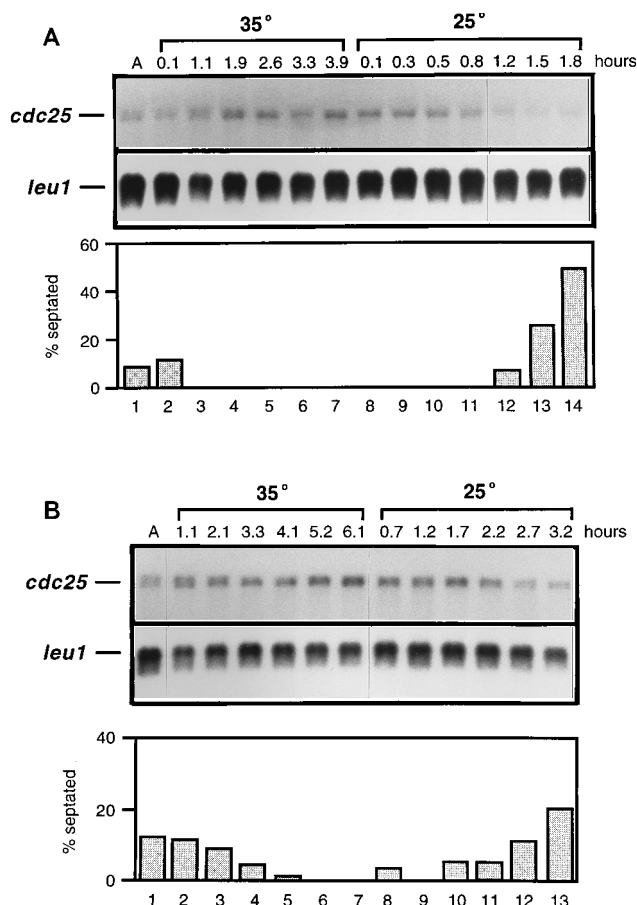 A
35°
25°
A 0.1 1.1 1.9 2.6 3.3 3.9 0.1 0.3 0.5 0.8 1.2 1.5 1.8 hours
cdc25
leu1
60
40
20
0
% septated
1 2 3 4 5 6 7 8 9 10 11 12 13 14
B
35°
25°
A 1.1 2.1 3.3 4.1 5.2 6.1 0.7 1.2 1.7 2.2 2.7 3.2 hours
cdc25
leu1
40
20
0
% septated
1 2 3 4 5 6 7 8 9 10 11 12 13